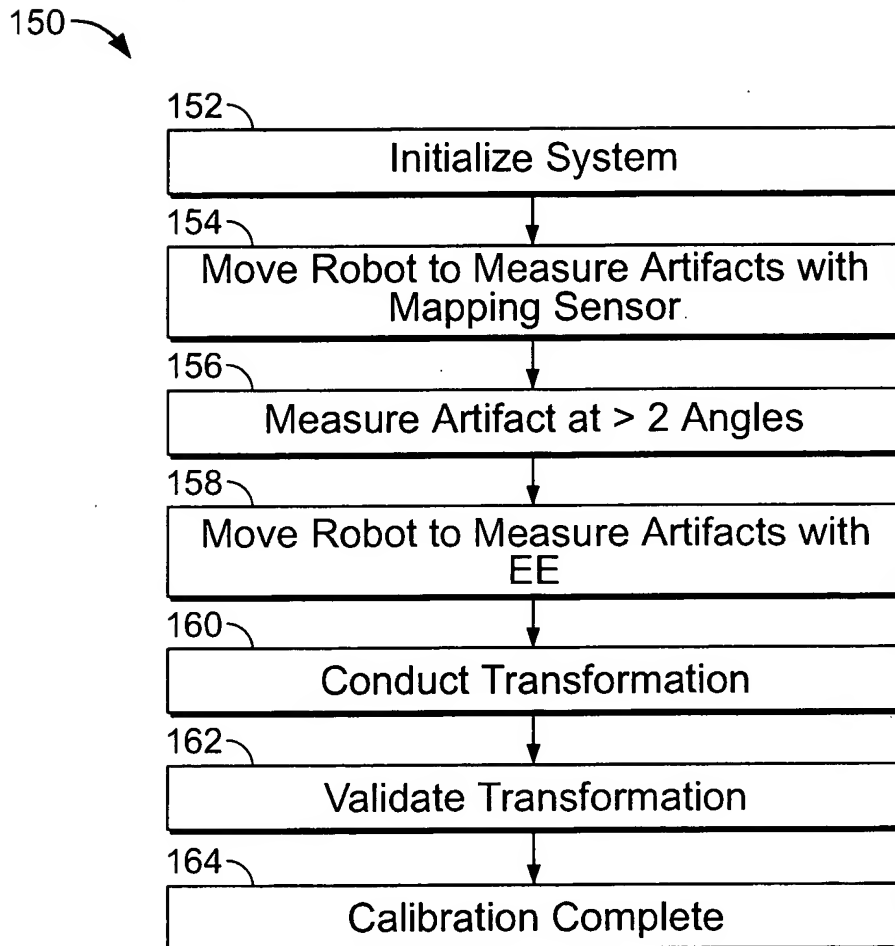 150
152
Initialize System
154
Move Robot to Measure Artifacts with
Mapping Sensor
156
Measure Artifact at > 2 Angles
158
Move Robot to Measure Artifacts with
EE
160
Conduct Transformation
162
Validate Transformation
164
Calibration Complete